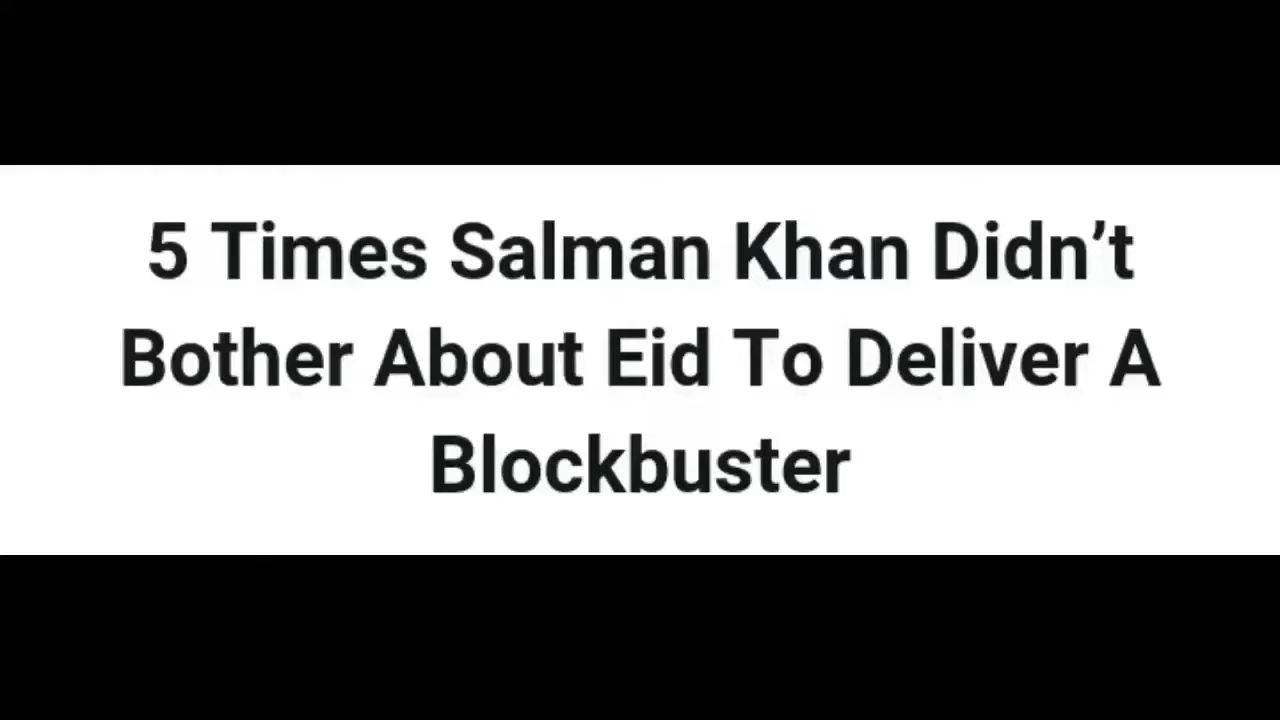 5 Times Salman Khan Didn’t
Bother About Eid To Deliver A
Blockbuster